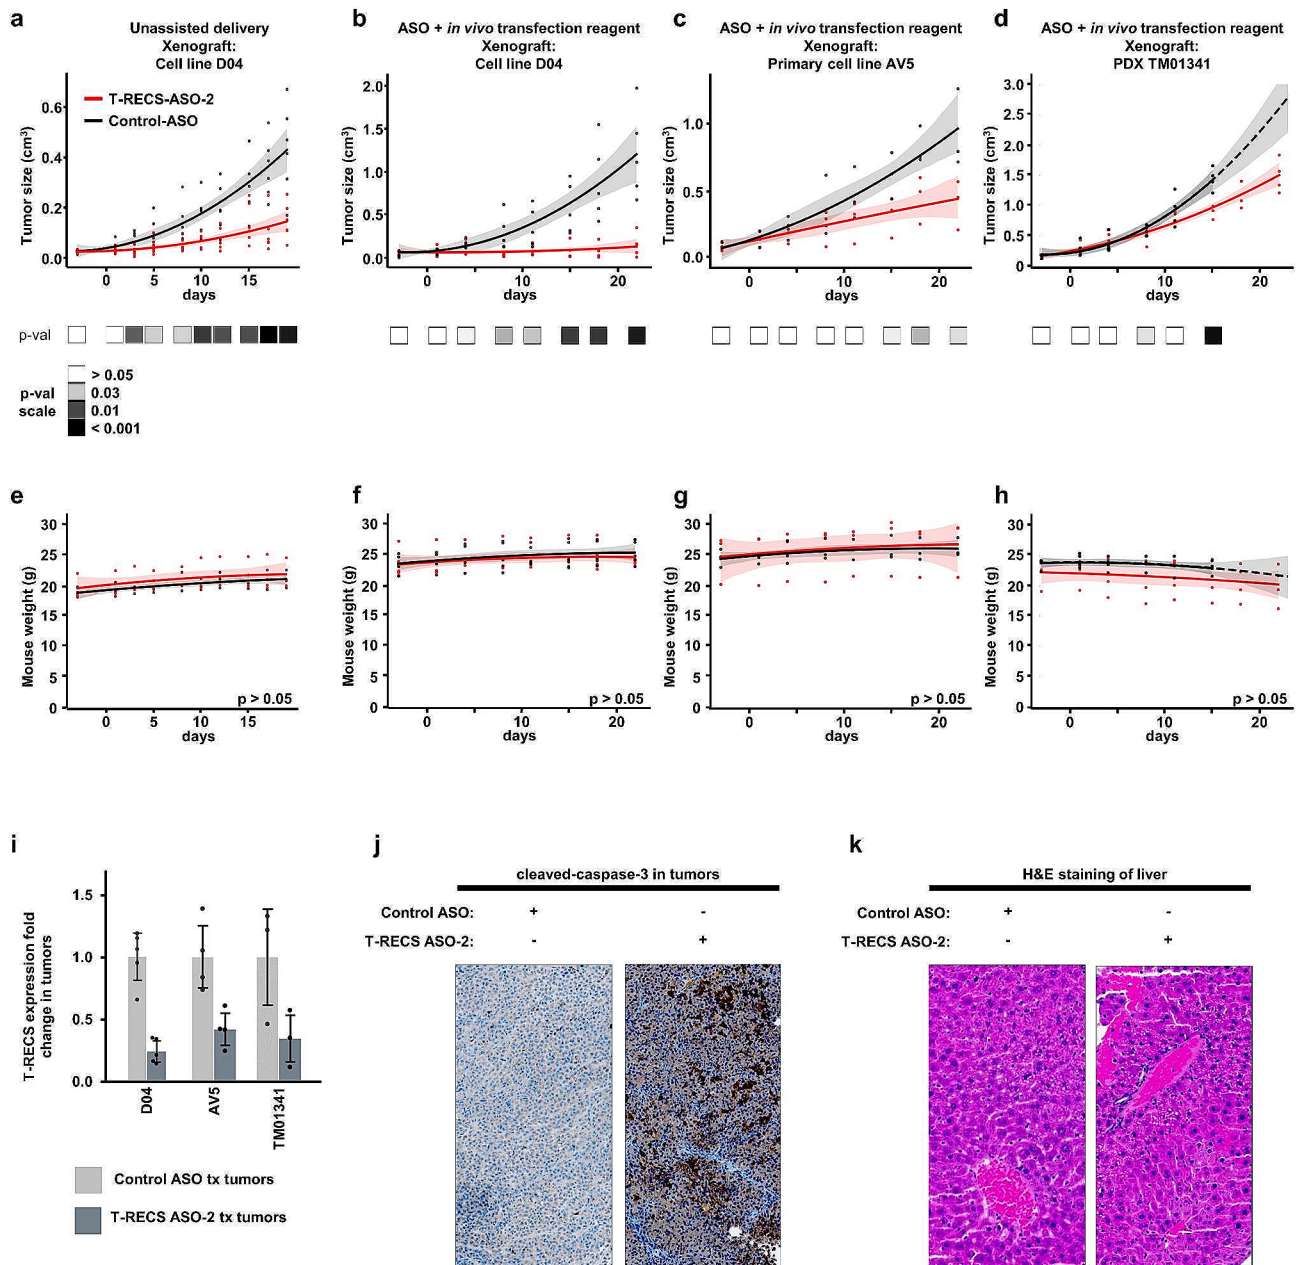 a
Unassisted delivery
Xenograft:
Cell line D04
b
ASO + in vivo transfection reagent
Xenograft:
Cell line D04
c
ASO + in vivo transfection reagent
Xenograft:
Primary cell line AV5
d
ASO + in vivo transfection reagent
Xenograft:
PDX TM01341
Tumor size (cm³)
0.6
0.4
0.2
0.0
T-RECS-ASO-2
Control-ASO
0 5 10 15
days
Tumor size (cm³)
2.0
1.5
1.0
0.5
0.0
0 10 20
days
Tumor size (cm³)
1.0
0.5
0.0
0 10 20
days
Tumor size (cm³)
3.0
2.5
2.0
1.5
1.0
0.5
0
0 10 20
days
p-val
p-val
scale
> 0.05
0.03
0.01
< 0.001
e
Mouse weight (g)
30
25
20
15
10
5
0
p > 0.05
0 5 10 15
days
f
Mouse weight (g)
30
25
20
15
10
5
0
p > 0.05
0 10 20
days
g
Mouse weight (g)
30
25
20
15
10
5
0
p > 0.05
0 10 20
days
h
Mouse weight (g)
30
25
20
15
10
5
0
p > 0.05
0 10 20
days
i
T-RECS expression fold
change in tumors
1.5
1.0
0.5
0.0
D04
AV5
TM01341
Control ASO tx tumors
T-RECS ASO-2 tx tumors
j
cleaved-caspase-3 in tumors
Control ASO: + -
T-RECS ASO-2: - +
k
H&E staining of liver
Control ASO: + -
T-RECS ASO-2: - +